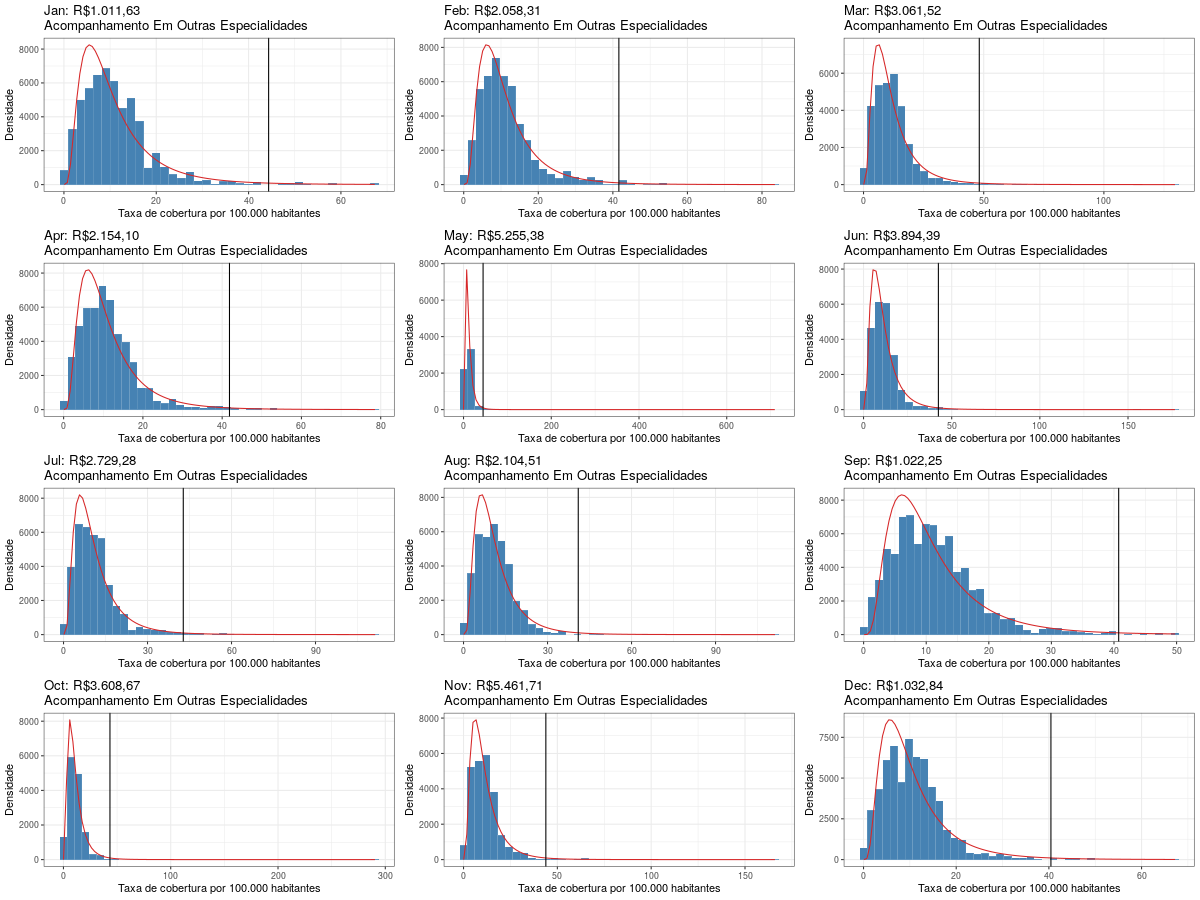 Jan: R$1.011,63
Acompanhamento Em Outras Especialidades
Densidade
8000
6000
4000
2000
0
0 20 40 60
Taxa de cobertura por 100.000 habitantes
Feb: R$2.058,31
Acompanhamento Em Outras Especialidades
Densidade
8000
6000
4000
2000
0
0 20 40 60 80
Taxa de cobertura por 100.000 habitantes
Mar: R$3.061,52
Acompanhamento Em Outras Especialidades
Densidade
6000
4000
2000
0
0 50 100
Taxa de cobertura por 100.000 habitantes
Apr: R$2.154,10
Acompanhamento Em Outras Especialidades
Densidade
8000
6000
4000
2000
0
0 20 40 60 80
Taxa de cobertura por 100.000 habitantes
May: R$5.255,38
Acompanhamento Em Outras Especialidades
Densidade
8000
6000
4000
2000
0
0 200 400 600
Taxa de cobertura por 100.000 habitantes
Jun: R$3.894,39
Acompanhamento Em Outras Especialidades
Densidade
8000
6000
4000
2000
0
0 50 100 150
Taxa de cobertura por 100.000 habitantes
Jul: R$2.729,28
Acompanhamento Em Outras Especialidades
Densidade
8000
6000
4000
2000
0
0 30 60 90
Taxa de cobertura por 100.000 habitantes
Aug: R$2.104,51
Acompanhamento Em Outras Especialidades
Densidade
8000
6000
4000
2000
0
0 30 60 90
Taxa de cobertura por 100.000 habitantes
Sep: R$1.022,25
Acompanhamento Em Outras Especialidades
Densidade
8000
6000
4000
2000
0
0 10 20 30 40 50
Taxa de cobertura por 100.000 habitantes
Oct: R$3.608,67
Acompanhamento Em Outras Especialidades
Densidade
8000
6000
4000
2000
0
0 100 200 300
Taxa de cobertura por 100.000 habitantes
Nov: R$5.461,71
Acompanhamento Em Outras Especialidades
Densidade
8000
6000
4000
2000
0
0 50 100 150
Taxa de cobertura por 100.000 habitantes
Dec: R$1.032,84
Acompanhamento Em Outras Especialidades
Densidade
7500
5000
2500
0
0 20 40 60
Taxa de cobertura por 100.000 habitantes